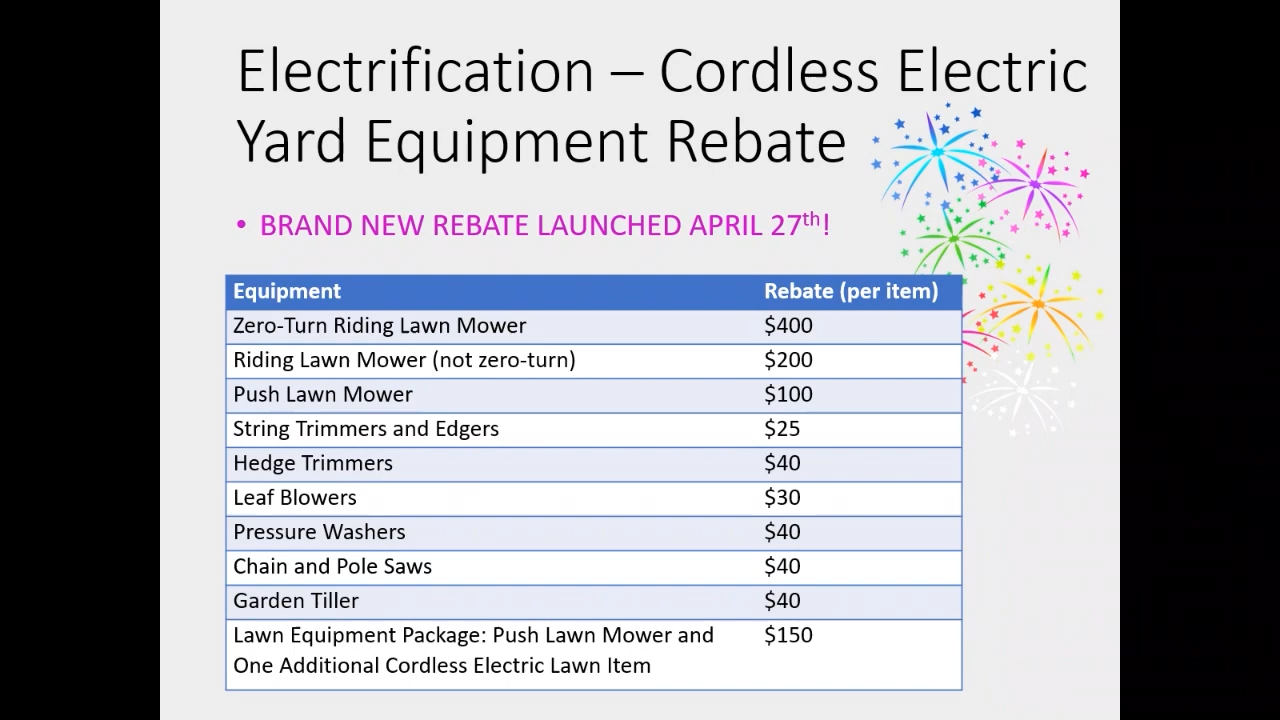 Electrification – Cordless Electric
Yard Equipment Rebate
• BRAND NEW REBATE LAUNCHED APRIL 27th!
Equipment Rebate (per item)
Zero-Turn Riding Lawn Mower $400
Riding Lawn Mower (not zero-turn) $200
Push Lawn Mower $100
String Trimmers and Edgers $25
Hedge Trimmers $40
Leaf Blowers $30
Pressure Washers $40
Chain and Pole Saws $40
Garden Tiller $40
Lawn Equipment Package: Push Lawn Mower and $150
One Additional Cordless Electric Lawn Item